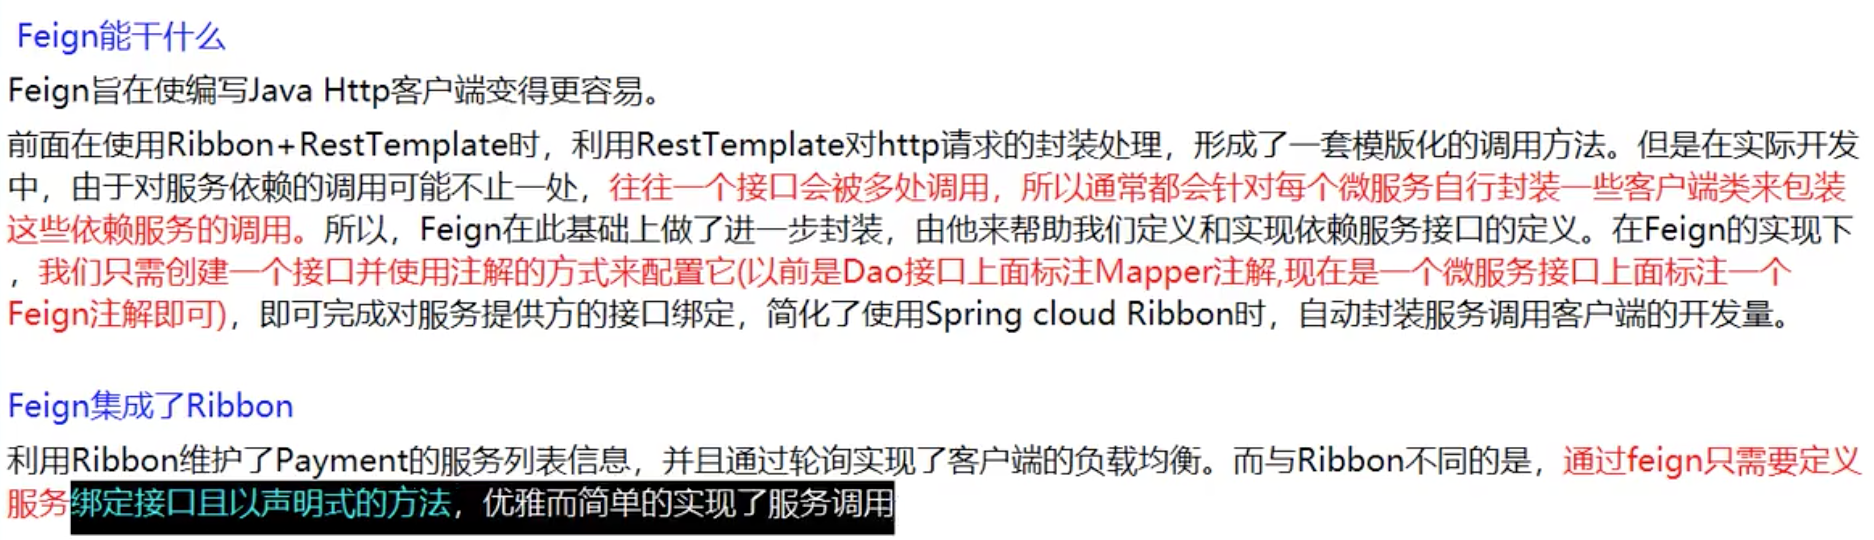 Feign能干什么
Feign旨在使编写Java Http客户端变得更容易。
前面在使用Ribbon+RestTemplate时，利用RestTemplate对http请求的封装处理，形成了一套模版化的调用方法。但是在实际开发
中，由于对服务依赖的调用可能不止一处，往往一个接口会被多处调用，所以通常都会针对每个微服务自行封装一些客户端类来包装
这些依赖服务的调用。所以，Feign在此基础上做了进一步封装，由他来帮助我们定义和实现依赖服务接口的定义。在Feign的实现下
，我们只需创建一个接口并使用注解的方式来配置它(以前是Dao接口上面标注Mapper注解,现在是一个微服务接口上面标注一个
Feign注解即可)，即可完成对服务提供方的接口绑定，简化了使用Spring cloud Ribbon时，自动封装服务调用客户端的开发量。
Feign集成了Ribbon
利用Ribbon维护了Payment的服务列表信息，并且通过轮询实现了客户端的负载均衡。而与Ribbon不同的是，通过feign只需要定义
服务绑定接口且以声明式的方法，优雅而简单的实现了服务调用